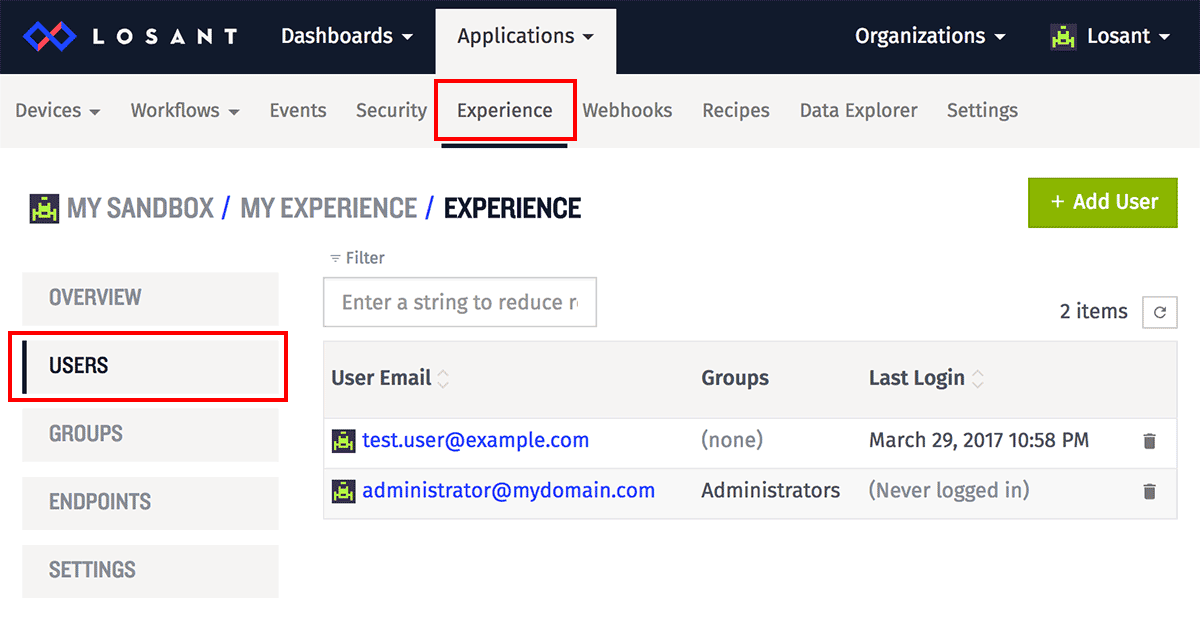 LOSANT Dashboards Applications Organizations Losant
Devices Workflows Events Security Experience Webhooks Recipes Data Explorer Settings
MY SANDBOX / MY EXPERIENCE / EXPERIENCE
+ Add User
Filter
OVERVIEW
Enter a string to reduce r
2 items
USERS
User Email Groups Last Login
GROUPS
test.user@example.com (none) March 29, 2017 10:58 PM
administrator@mydomain.com Administrators (Never logged in)
ENDPOINTS
SETTINGS